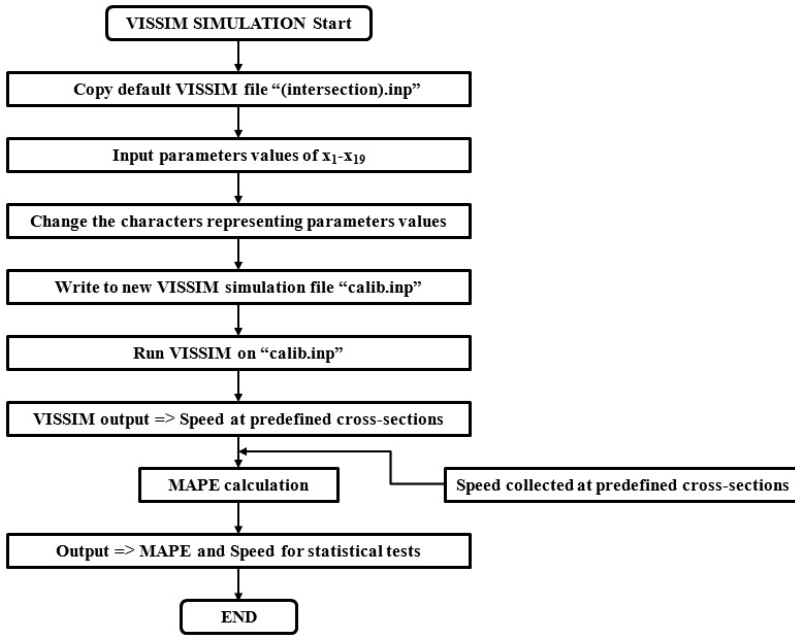 VISSIM SIMULATION Start
Copy default VISSIM file “(intersection).inp”
Input parameters values of x₁-x₁₉
Change the characters representing parameters values
Write to new VISSIM simulation file “calib.inp”
Run VISSIM on “calib.inp”
VISSIM output => Speed at predefined cross-sections
MAPE calculation
Speed collected at predefined cross-sections
Output => MAPE and Speed for statistical tests
END